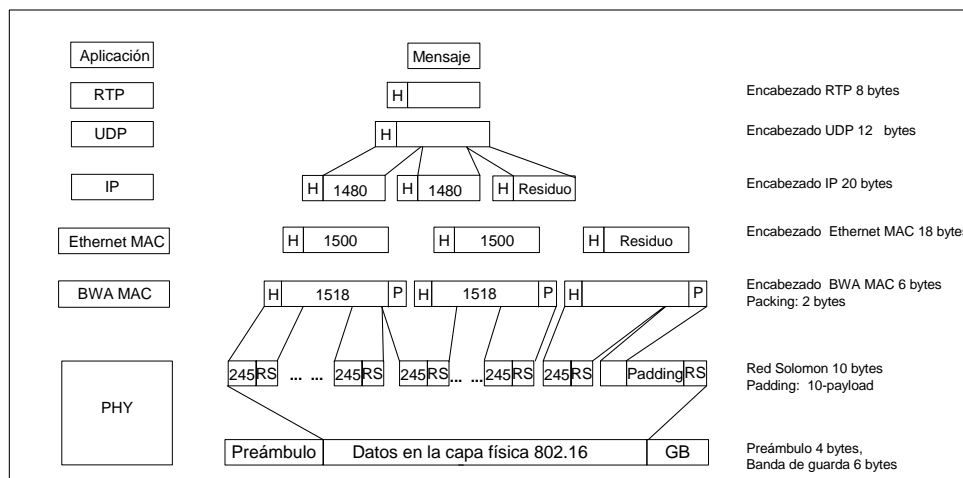 Aplicación
Mensaje
RTP
H
Encabezado RTP 8 bytes
UDP
H
Encabezado UDP 12 bytes
IP
H 1480 H 1480 H Residuo
Encabezado IP 20 bytes
Ethernet MAC
H 1500 H 1500 H Residuo
Encabezado Ethernet MAC 18 bytes
BWA MAC
H 1518 P H 1518 P H P
Encabezado BWA MAC 6 bytes
Packing: 2 bytes
PHY
245 RS ... ... 245 RS 245 RS ... ... 245 RS 245 RS Padding RS
Red Solomon 10 bytes
Padding: 10-payload
Preámbulo Datos en la capa física 802.16 GB
Preámbulo 4 bytes,
Banda de guarda 6 bytes